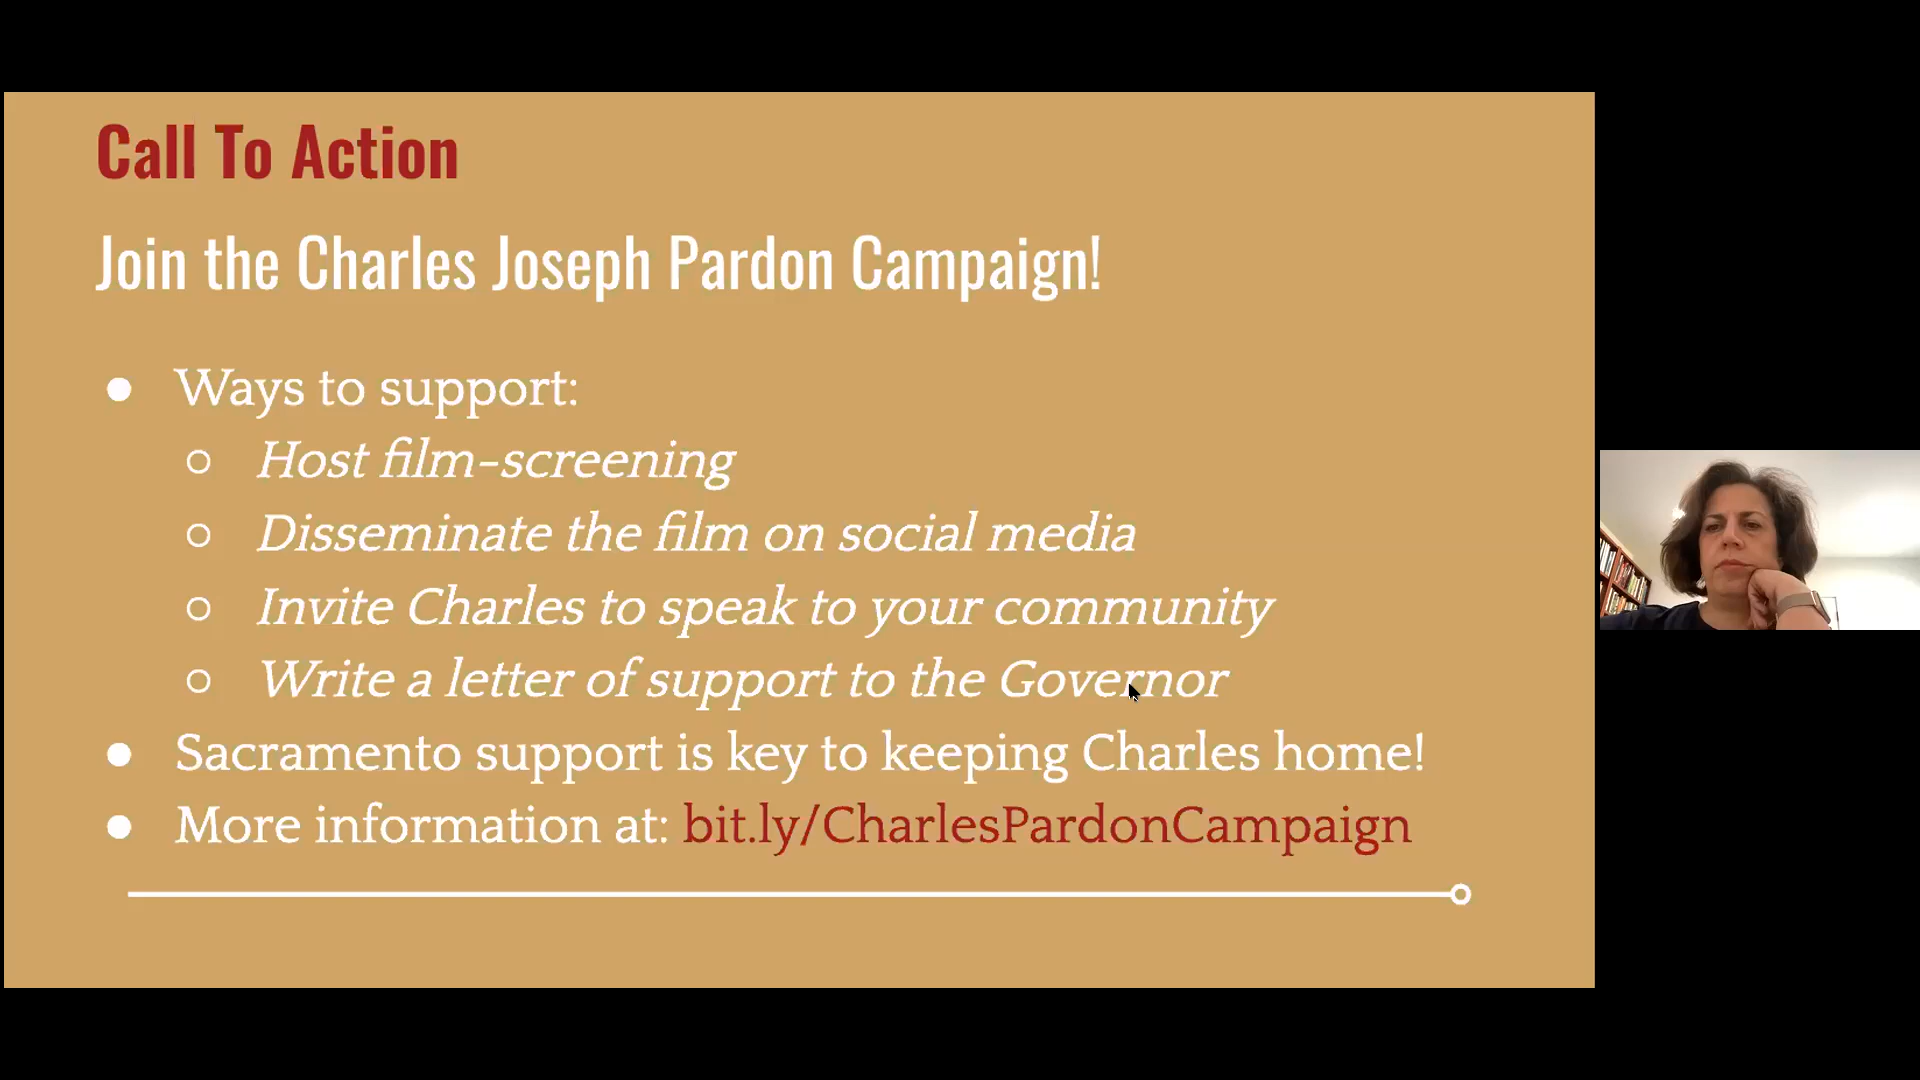 Call To Action
Join the Charles Joseph Pardon Campaign!
● Ways to support:
○ Host film-screening
○ Disseminate the film on social media
○ Invite Charles to speak to your community
○ Write a letter of support to the Governor
● Sacramento support is key to keeping Charles home!
● More information at: bit.ly/CharlesPardonCampaign